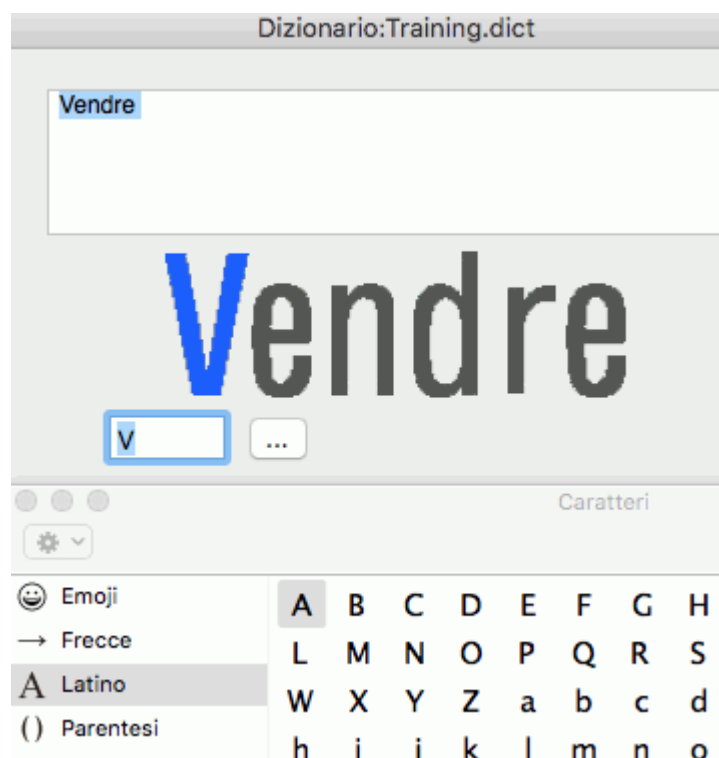 Dizionario:Training.dict
Vendre
Vendre
V
...
Caratteri
Emoji
A B C D E F G H
→ Frecce
L M N O P Q R S
A Latino
W X Y Z a b c d
() Parentesi
h i j k l m n o